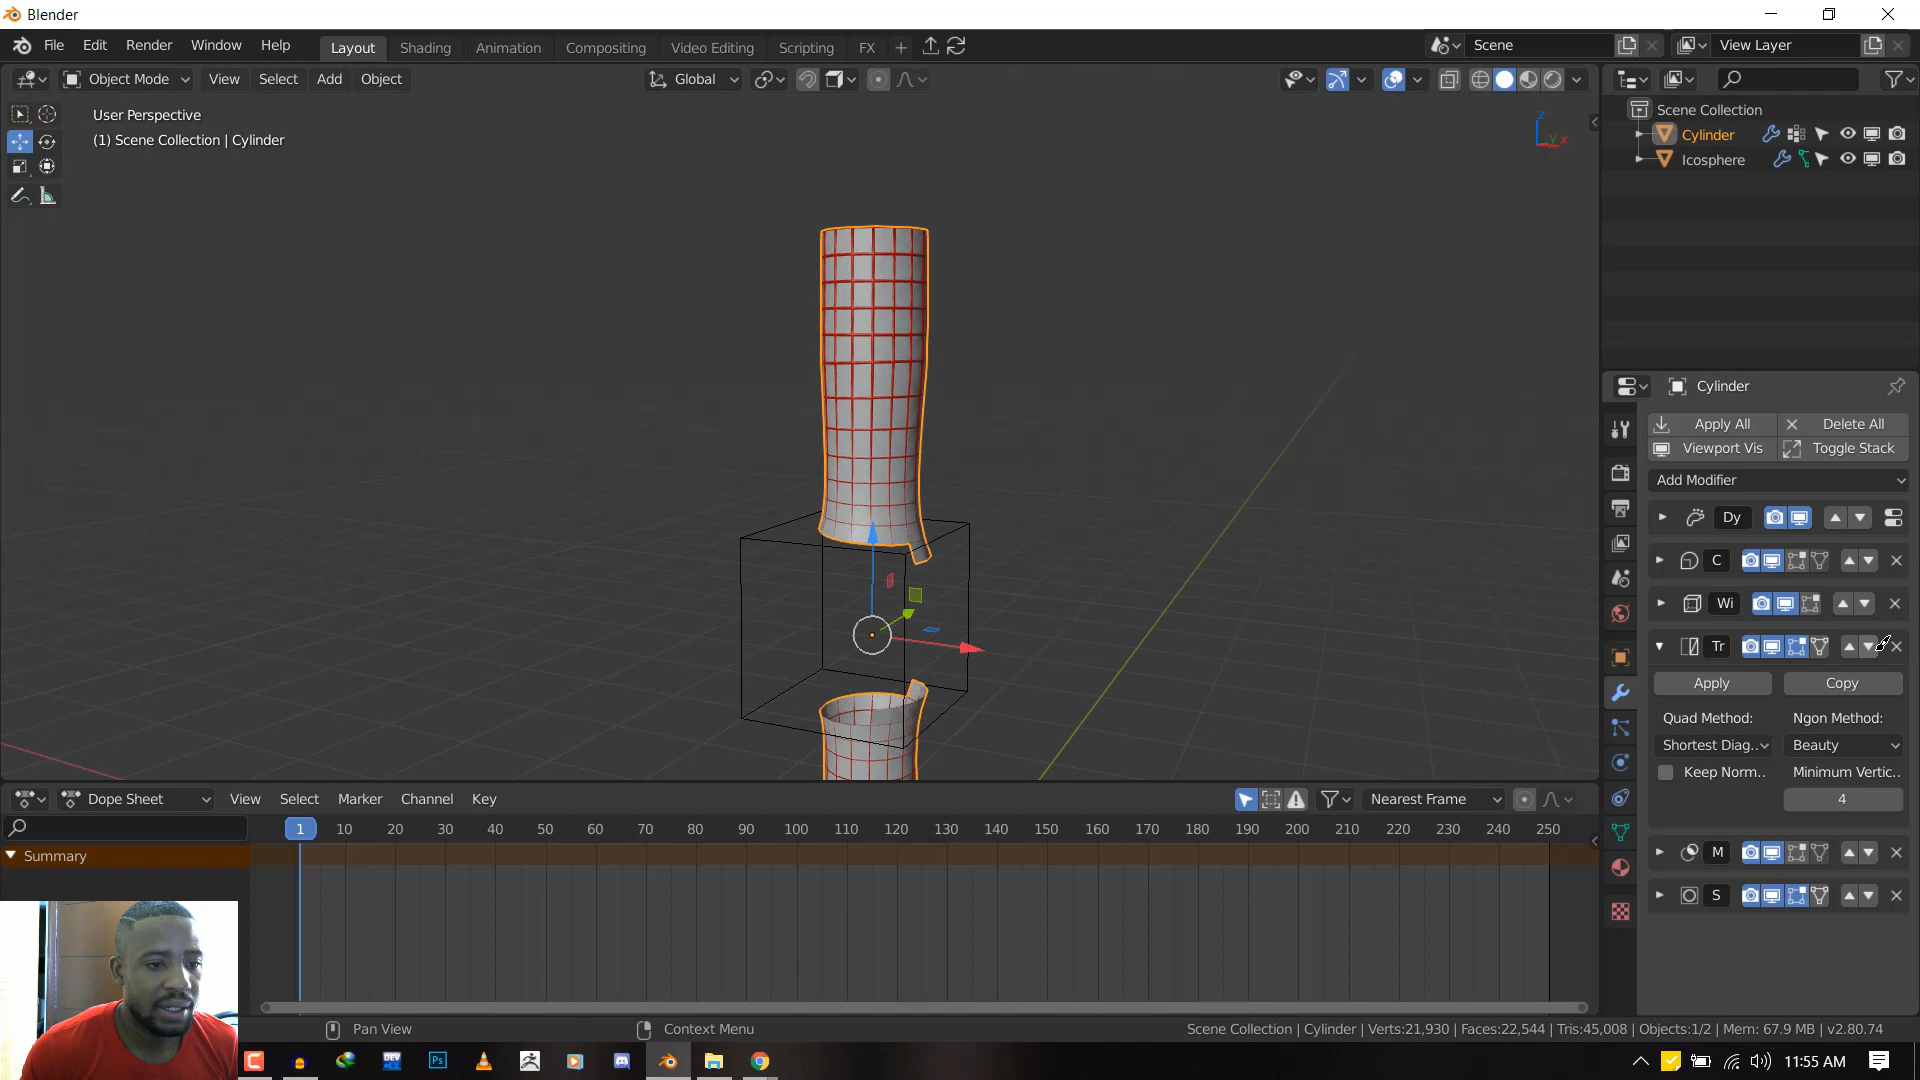 Blender
File Edit Render Window Help
Layout Shading Animation Compositing Video Editing Scripting FX
Scene
View Layer
Object Mode View Select Add Object
Global
User Perspective
(1) Scene Collection | Cylinder
Z
Y
X
Scene Collection
Cylinder
Icosphere
Cylinder
Apply All Delete All
Viewport Vis Toggle Stack
Add Modifier
Dy
C
Wi
Tr
Apply Copy
Quad Method: Ngon Method:
Shortest Diag.. Beauty
Keep Norm.. Minimum Vertic..
4
M
S
Dope Sheet View Select Marker Channel Key
Nearest Frame
1 10 20 30 40 50 60 70 80 90 100 110 120 130 140 150 160 170 180 190 200 210 220 230 240 250
Summary
Pan View
Context Menu
Scene Collection | Cylinder | Verts:21,930 | Faces:22,544 | Tris:45,008 | Objects:1/2 | Mem: 67.9 MB | v2.80.74
DEV
Ps
11:55 AM